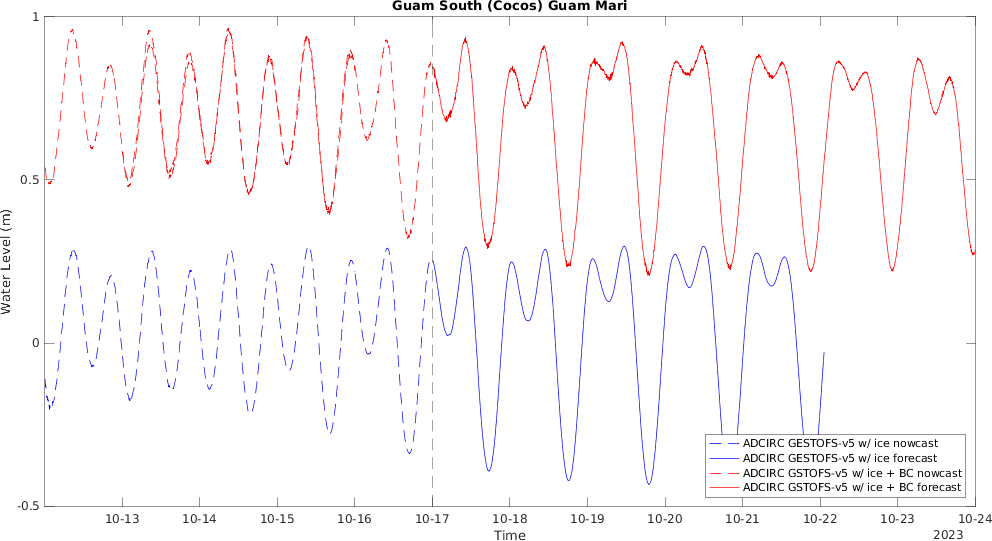 Guam South (Cocos) Guam Mari
1
0.5
0
-0.5
Water Level (m)
ADCIRC GESTOFS-v5 w/ ice nowcast
ADCIRC GESTOFS-v5 w/ ice forecast
ADCIRC GSTOFS-v5 w/ ice + BC nowcast
ADCIRC GSTOFS-v5 w/ ice + BC forecast
10-13 10-14 10-15 10-16 10-17 10-18 10-19 10-20 10-21 10-22 10-23 10-24
Time
2023